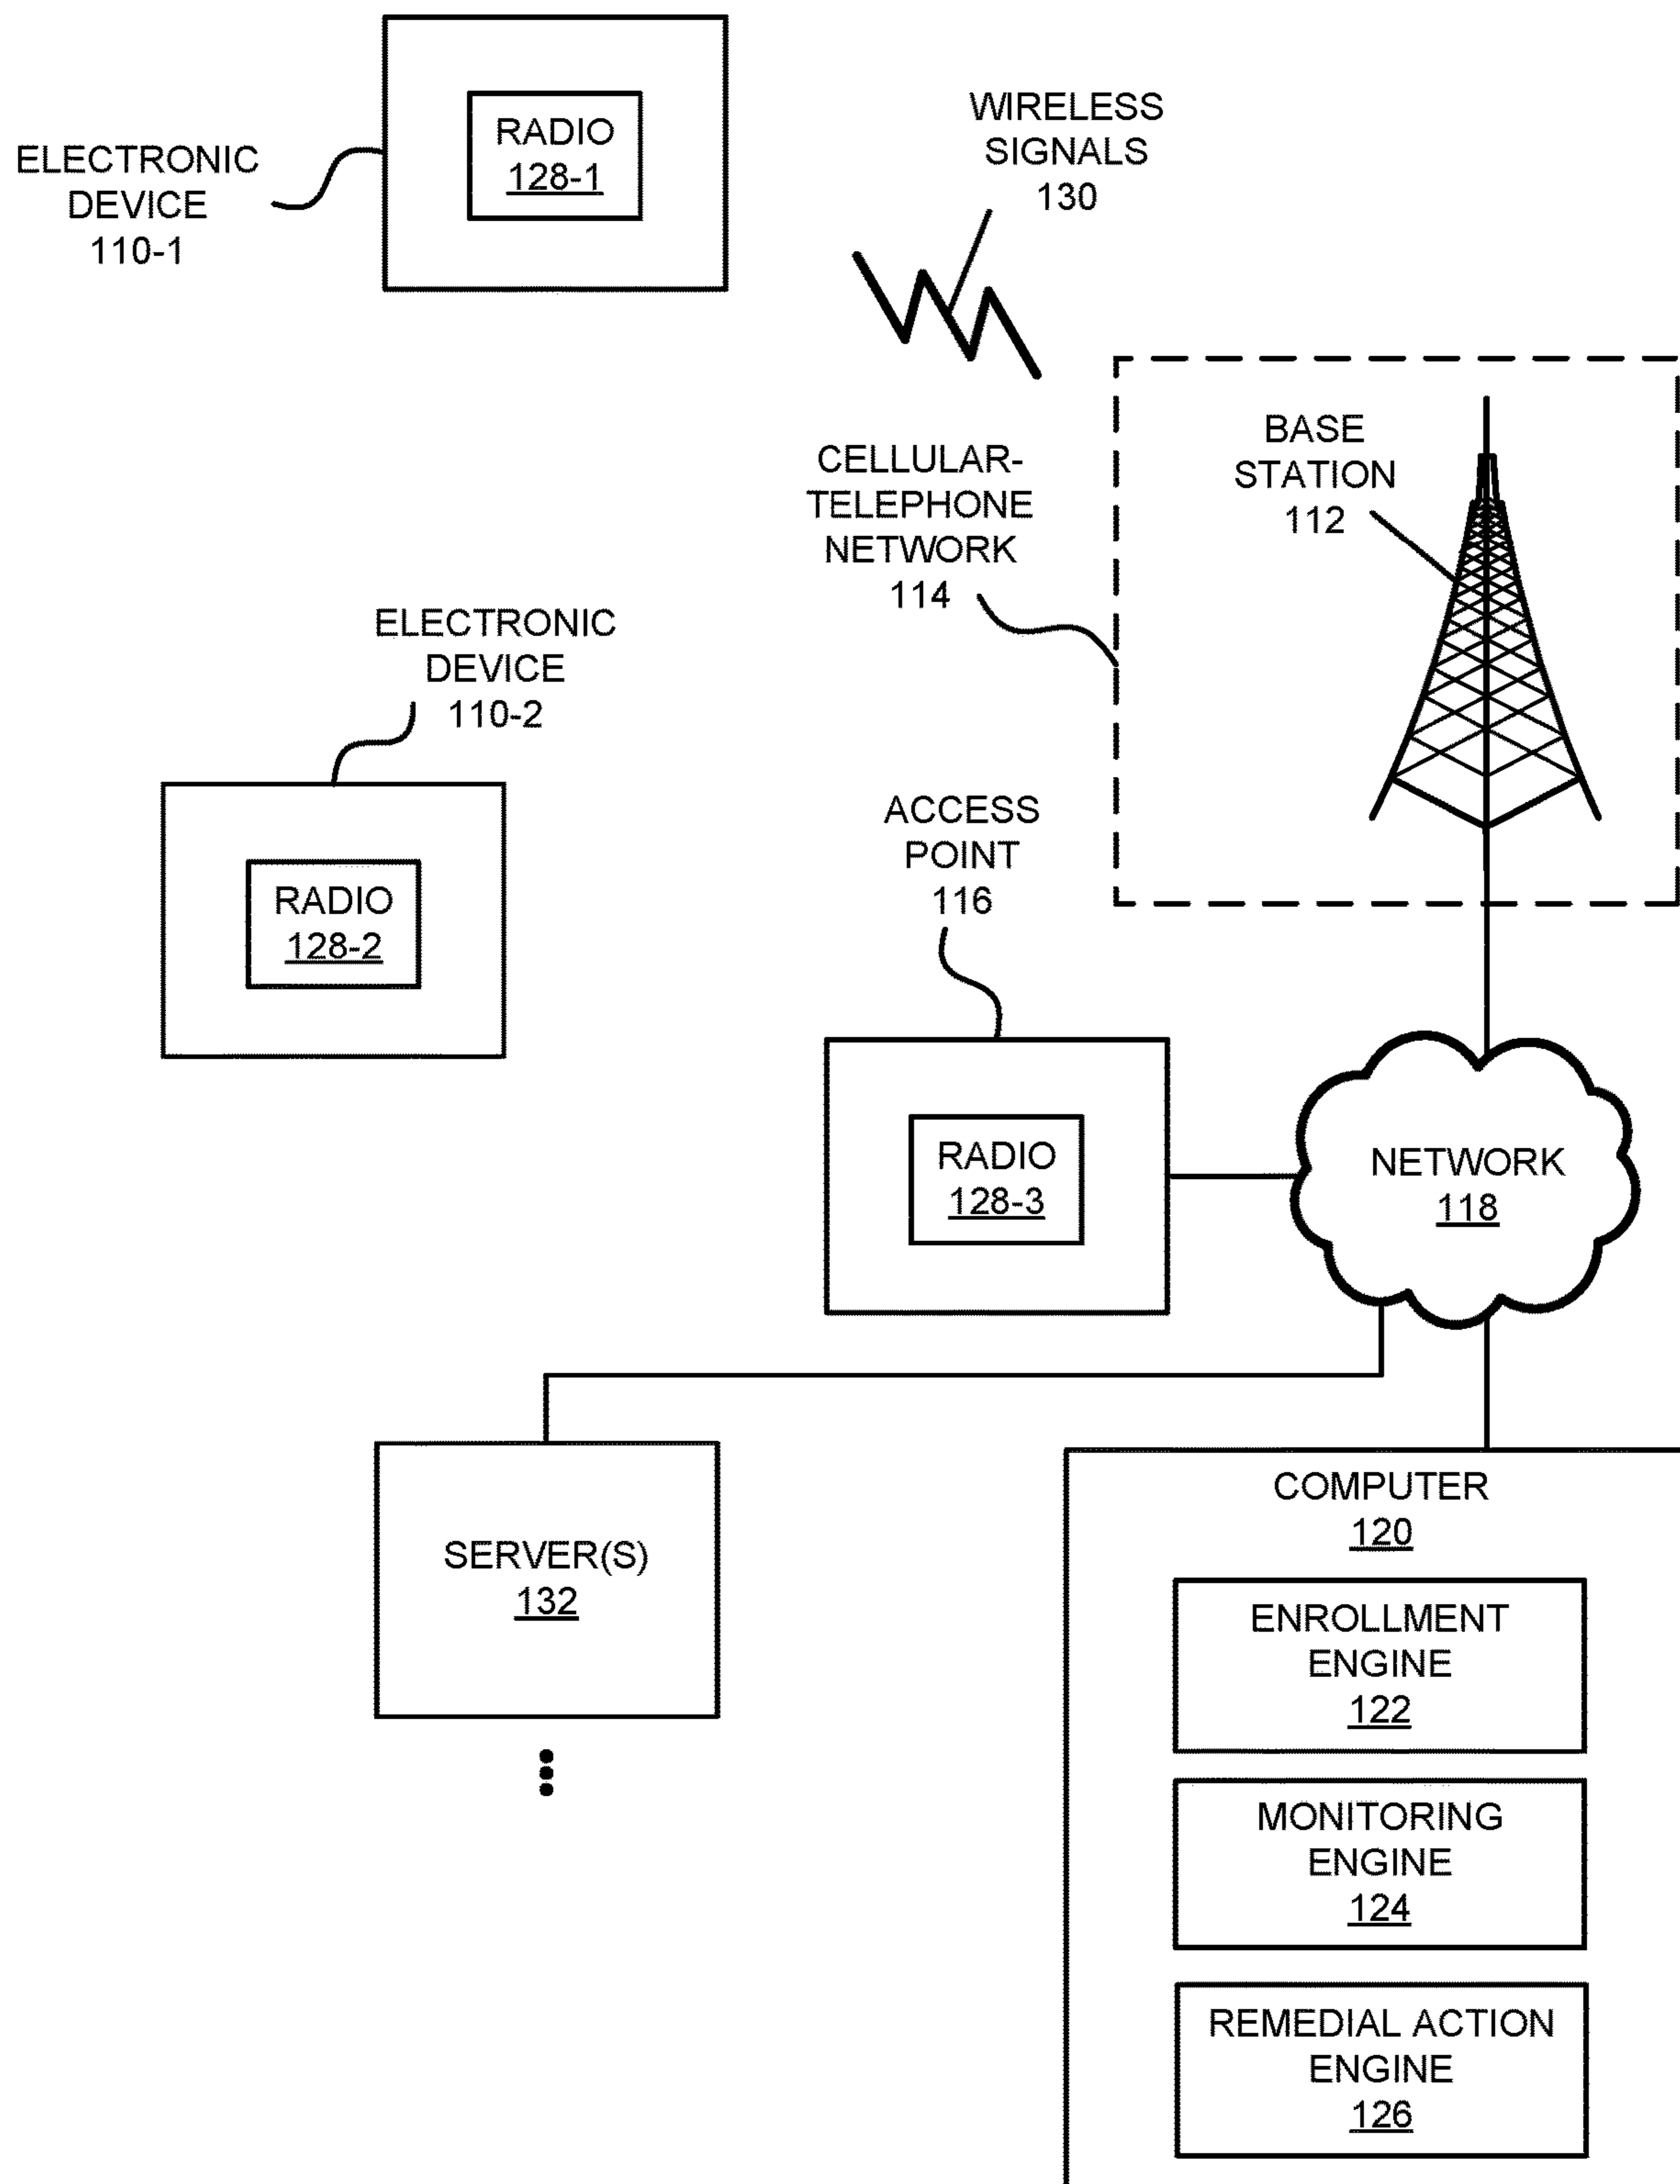 RADIO
128-1
ELECTRONIC
DEVICE
110-1
WIRELESS
SIGNALS
130
BASE
STATION
112
CELLULAR-
TELEPHONE
NETWORK
114
ELECTRONIC
DEVICE
110-2
RADIO
128-2
ACCESS
POINT
116
RADIO
128-3
NETWORK
118
SERVER(S)
132
COMPUTER
120
ENROLLMENT
ENGINE
122
MONITORING
ENGINE
124
REMEDIAL ACTION
ENGINE
126